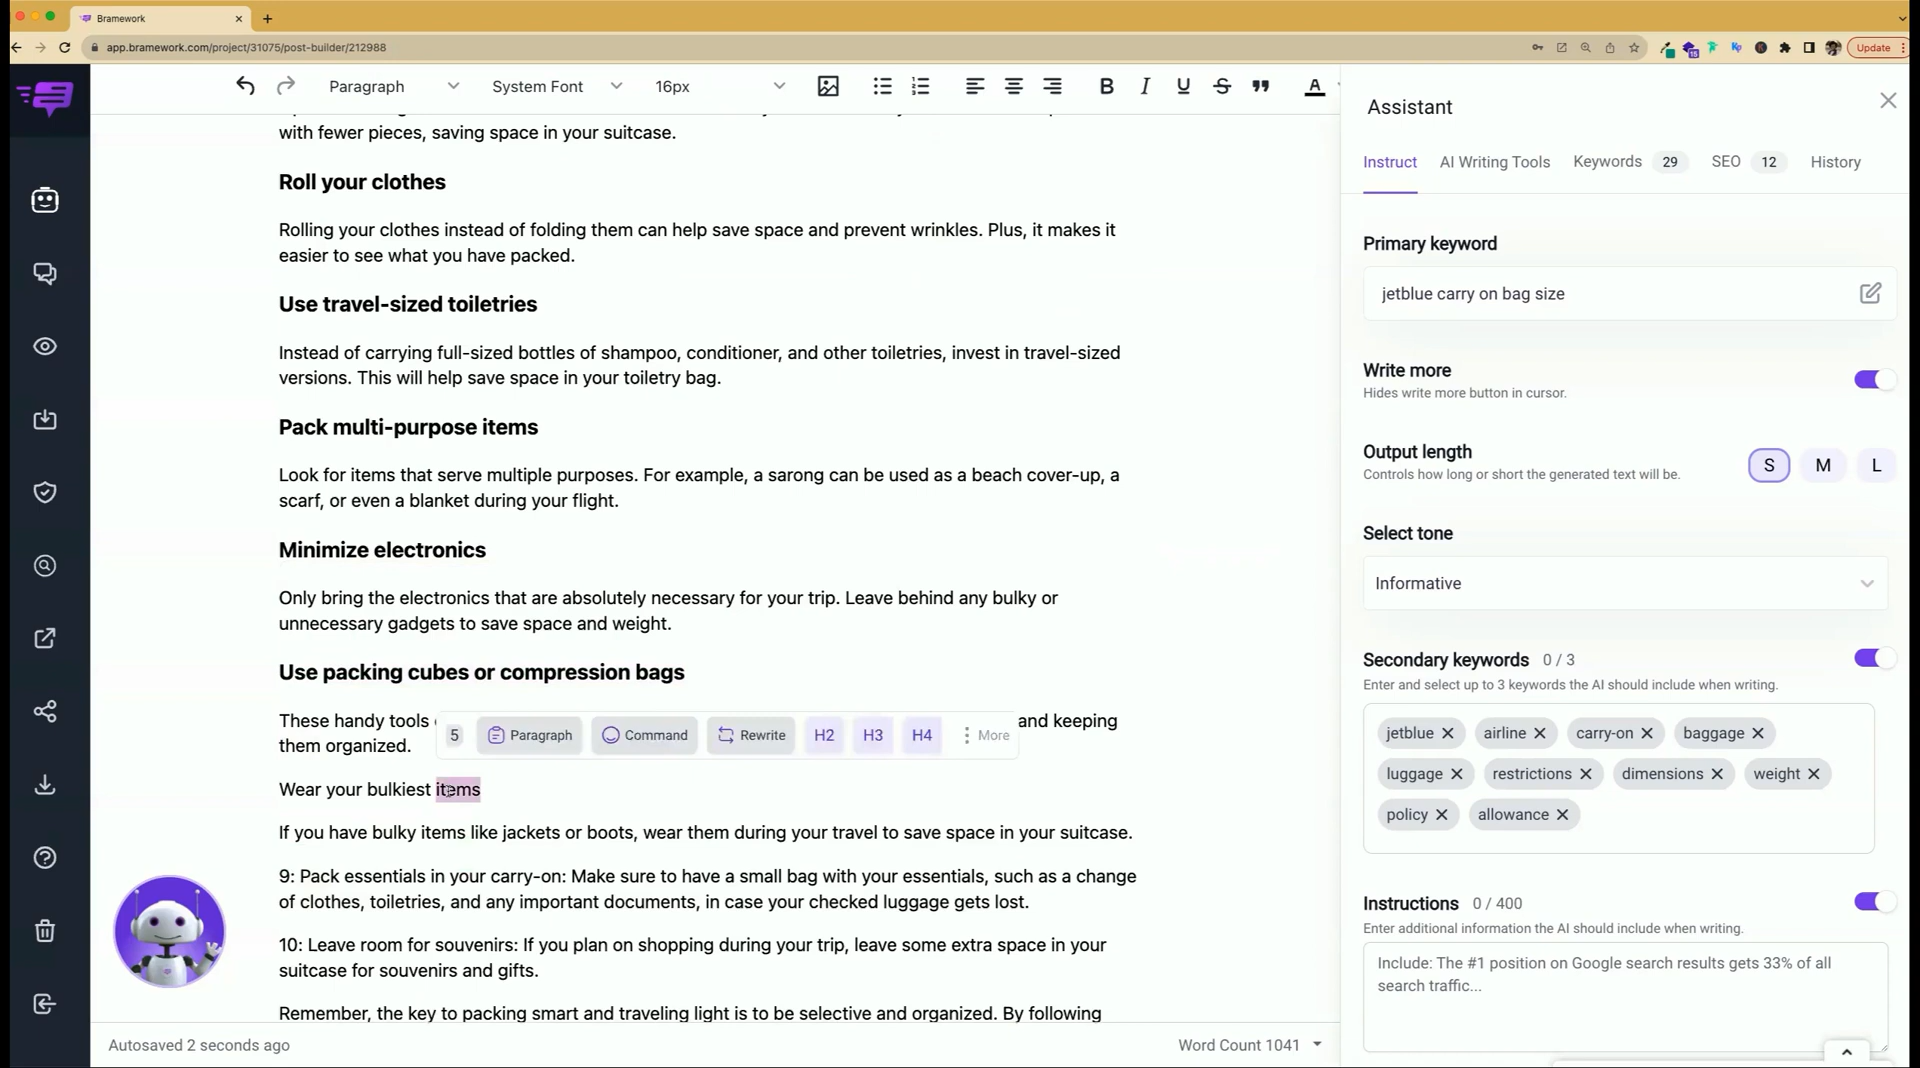 Bramework
app.bramework.com/project/31075/post-builder/212988
Update
Paragraph
System Font
16px
B I U S A
with fewer pieces, saving space in your suitcase.
Roll your clothes
Rolling your clothes instead of folding them can help save space and prevent wrinkles. Plus, it makes it
easier to see what you have packed.
Use travel-sized toiletries
Instead of carrying full-sized bottles of shampoo, conditioner, and other toiletries, invest in travel-sized
versions. This will help save space in your toiletry bag.
Pack multi-purpose items
Look for items that serve multiple purposes. For example, a sarong can be used as a beach cover-up, a
scarf, or even a blanket during your flight.
Minimize electronics
Only bring the electronics that are absolutely necessary for your trip. Leave behind any bulky or
unnecessary gadgets to save space and weight.
Use packing cubes or compression bags
These handy tools and keeping
5 Paragraph Command Rewrite H2 H3 H4 More
them organized.
Wear your bulkiest items
If you have bulky items like jackets or boots, wear them during your travel to save space in your suitcase.
9: Pack essentials in your carry-on: Make sure to have a small bag with your essentials, such as a change
of clothes, toiletries, and any important documents, in case your checked luggage gets lost.
10: Leave room for souvenirs: If you plan on shopping during your trip, leave some extra space in your
suitcase for souvenirs and gifts.
Remember, the key to packing smart and traveling light is to be selective and organized. By following
Autosaved 2 seconds ago
Word Count 1041
Assistant
Instruct
AI Writing Tools
Keywords 29
SEO 12
History
Primary keyword
jetblue carry on bag size
Write more
Hides write more button in cursor.
Output length
Controls how long or short the generated text will be.
S M L
Select tone
Informative
Secondary keywords 0 / 3
Enter and select up to 3 keywords the AI should include when writing.
jetblue airline carry-on baggage
luggage restrictions dimensions weight
policy allowance
Instructions 0 / 400
Enter additional information the AI should include when writing.
Include: The #1 position on Google search results gets 33% of all
search traffic...